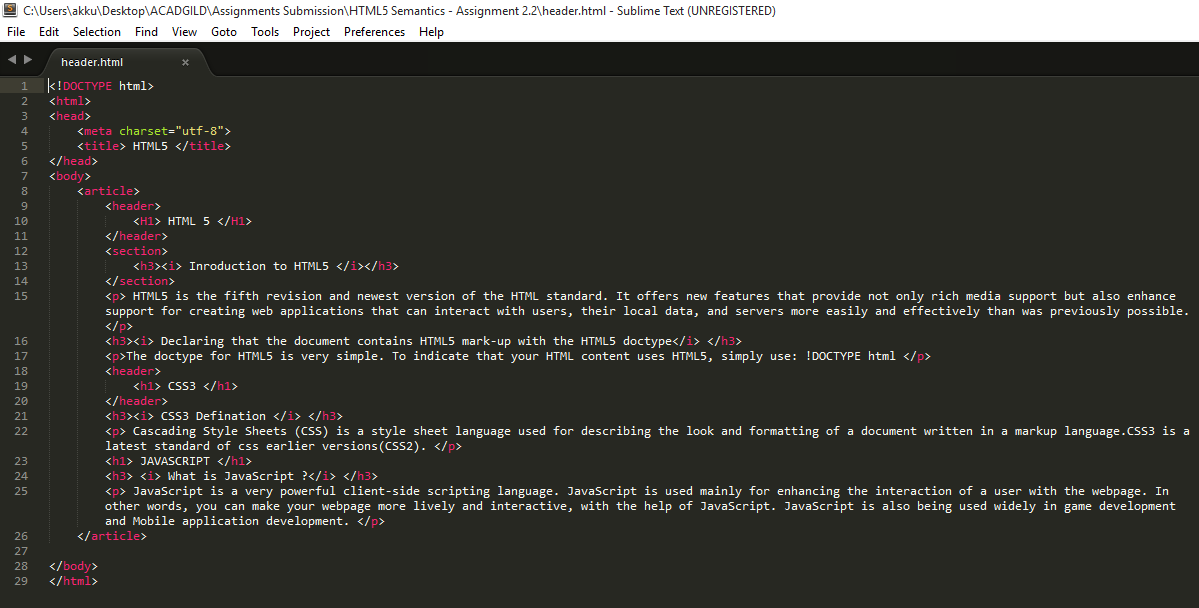 C:\Users\akku\Desktop\ACADGILD\Assignments Submission\HTML5 Semantics - Assignment 2.2\header.html - Sublime Text (UNREGISTERED)
File Edit Selection Find View Goto Tools Project Preferences Help
header.html ×
1 <!DOCTYPE html>
2 <html>
3 <head>
4 <meta charset="utf-8">
5 <title> HTML5 </title>
6 </head>
7 <body>
8 <article>
9 <header>
10 <H1> HTML 5 </H1>
11 </header>
12 <section>
13 <h3><i> Inroduction to HTML5 </i></h3>
14 </section>
15 <p> HTML5 is the fifth revision and newest version of the HTML standard. It offers new features that provide not only rich media support but also enhance
support for creating web applications that can interact with users, their local data, and servers more easily and effectively than was previously possible.
</p>
16 <h3><i> Declaring that the document contains HTML5 mark-up with the HTML5 doctype</i> </h3>
17 <p>The doctype for HTML5 is very simple. To indicate that your HTML content uses HTML5, simply use: !DOCTYPE html </p>
18 <header>
19 <h1> CSS3 </h1>
20 </header>
21 <h3><i> CSS3 Defination </i> </h3>
22 <p> Cascading Style Sheets (CSS) is a style sheet language used for describing the look and formatting of a document written in a markup language.CSS3 is a
latest standard of css earlier versions(CSS2). </p>
23 <h1> JAVASCRIPT </h1>
24 <h3> <i> What is JavaScript ?</i> </h3>
25 <p> JavaScript is a very powerful client-side scripting language. JavaScript is used mainly for enhancing the interaction of a user with the webpage. In
other words, you can make your webpage more lively and interactive, with the help of JavaScript. JavaScript is also being used widely in game development
and Mobile application development. </p>
26 </article>
27
28 </body>
29 </html>